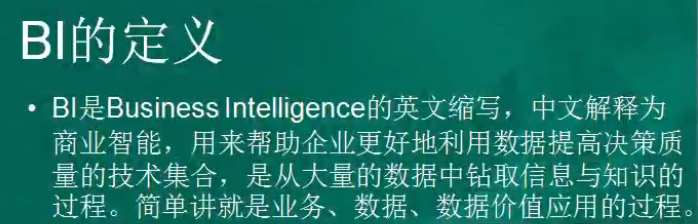 BI的定义
• BI是Business Intelligence的英文缩写，中文解释为
商业智能，用来帮助企业更好地利用数据提高决策质
量的技术集合，是从大量的数据中钻取信息与知识的
过程。简单讲就是业务、数据、数据价值应用的过程